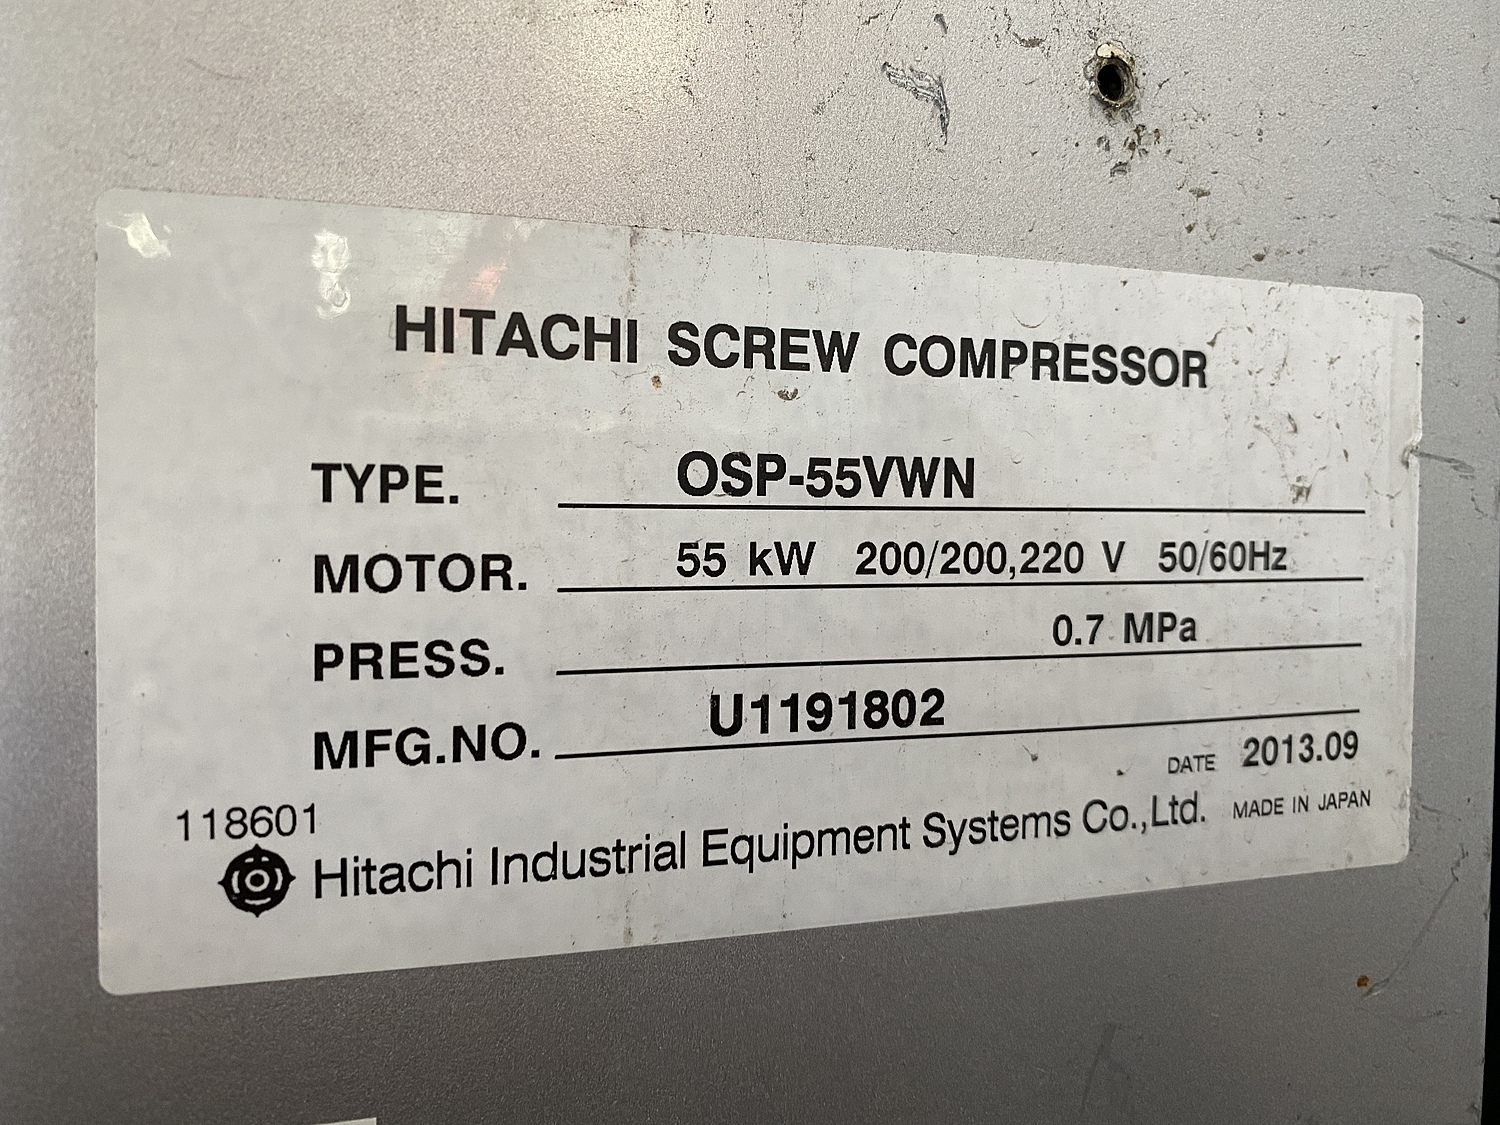 HITACHI SCREW COMPRESSOR
TYPE. OSP-55VWN
MOTOR. 55 kW 200/200,220 V 50/60Hz
PRESS. 0.7 MPa
MFG.NO. U1191802
DATE 2013.09
118601
Hitachi Industrial Equipment Systems Co.,Ltd. MADE IN JAPAN